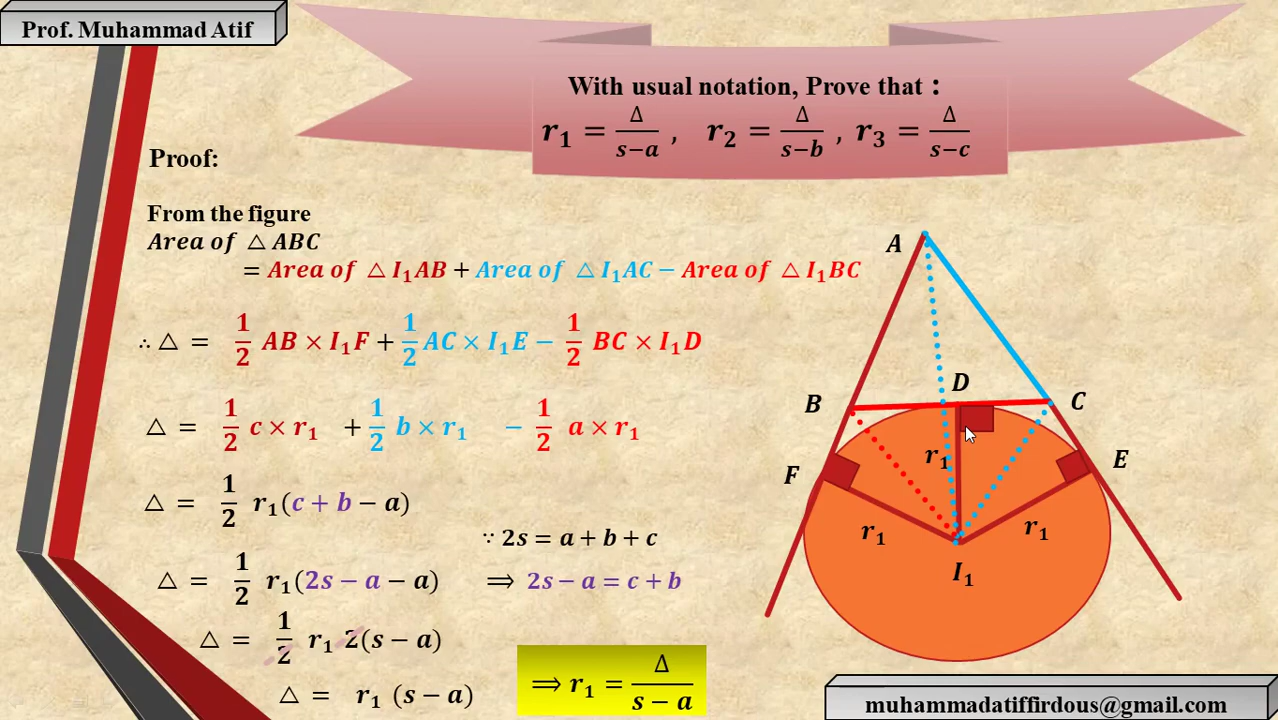 Prof. Muhammad Atif
With usual notation, Prove that :
r₁ = Δ/(s−a) , r₂ = Δ/(s−b) , r₃ = Δ/(s−c)
Proof:
From the figure
Area of △ ABC
= Area of △ I₁AB + Area of △ I₁AC − Area of △ I₁BC
∴ △ = 1/2 AB × I₁F + 1/2 AC × I₁E − 1/2 BC × I₁D
△ = 1/2 c × r₁ + 1/2 b × r₁ − 1/2 a × r₁
△ = 1/2 r₁(c + b − a)
∵ 2s = a + b + c
△ = 1/2 r₁(2s − a − a) ⟹ 2s − a = c + b
△ = 1/2 r₁ 2(s − a)
△ = r₁ (s − a)
⟹ r₁ = Δ/(s − a)
A
B
D
C
F
E
r₁
r₁
r₁
I₁
muhammadatiffirdous@gmail.com